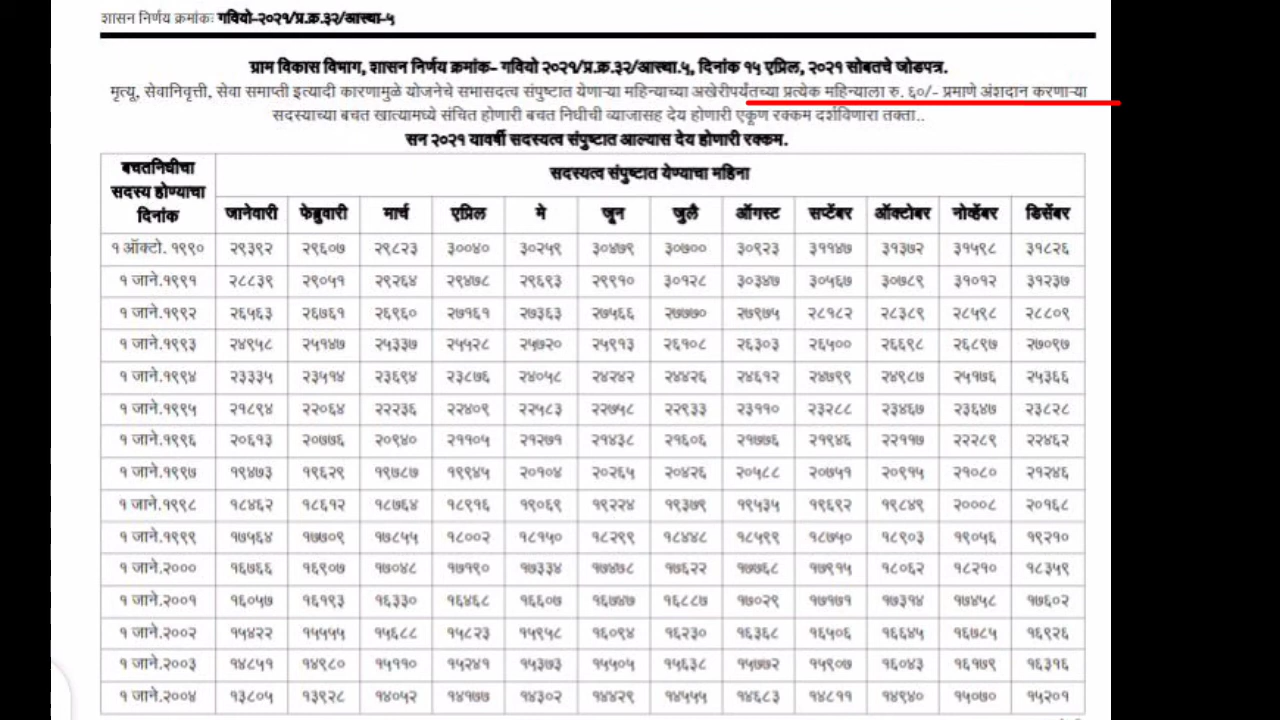 शासन निर्णय क्रमांकः गवियो-२०२१/प्र.क्र.३२/आस्था-५
ग्राम विकास विभाग, शासन निर्णय क्रमांक- गवियो २०२१/प्र.क्र.३२/आस्था.५, दिनांक १५ एप्रिल, २०२१ सोबतचे जोडपत्र.
मृत्यू, सेवानिवृत्ती, सेवा समाप्ती इत्यादी कारणामुळे योजनेचे सभासदत्व संपुष्टात येणाऱ्या महिन्याच्या अखेरीपर्यंतच्या प्रत्येक महिन्याला रु. ६०/- प्रमाणे अंशदान करणाऱ्या
सदस्याच्या बचत खात्यामध्ये संचित होणारी बचत निधीची व्याजासह देय होणारी एकूण रक्कम दर्शविणारा तक्ता..
सन २०२१ यावर्षी सदस्यत्व संपुष्टात आल्यास देय होणारी रक्कम.
बचतनिधीचा सदस्य होण्याचा दिनांक सदस्यत्व संपुष्टात येण्याचा महिना
जानेवारी फेब्रुवारी मार्च एप्रिल मे जून जुलै ऑगस्ट सप्टेंबर ऑक्टोबर नोव्हेंबर डिसेंबर
१ ऑक्टो. १९९० २९३९२ २९६०७ २९८२३ ३००४० ३०२५९ ३०४७९ ३०७०० ३०९२३ ३११४७ ३१३७२ ३१५९८ ३१८२६
१ जाने.१९९१ २८८३९ २९०५१ २९२६४ २९४७८ २९६९३ २९९१० ३०१२८ ३०३४७ ३०५६७ ३०७८९ ३१०१२ ३१२३७
१ जाने.१९९२ २६५६३ २६७६१ २६९६० २७१६१ २७३६३ २७५६६ २७७७० २७९७५ २८१८२ २८३८९ २८५९८ २८८०९
१ जाने.१९९३ २४९५८ २५१४७ २५३३७ २५५२८ २५७२० २५९१३ २६१०८ २६३०३ २६५०० २६६९८ २६८९७ २७०९७
१ जाने.१९९४ २३३३५ २३५१४ २३६९४ २३८७६ २४०५८ २४२४२ २४४२६ २४६१२ २४७९९ २४९८७ २५१७६ २५३६६
१ जाने.१९९५ २१८९४ २२०६४ २२२३६ २२४०९ २२५८३ २२७५८ २२९३३ २३११० २३२८८ २३४६७ २३६४७ २३८२८
१ जाने.१९९६ २०६१३ २०७७६ २०९४० २११०५ २१२७१ २१४३८ २१६०६ २१७७६ २१९४६ २२११७ २२२८९ २२४६२
१ जाने.१९९७ १९४७३ १९६२९ १९७८७ १९९४५ २०१०४ २०२६५ २०४२६ २०५८८ २०७५१ २०९१५ २१०८० २१२४६
१ जाने.१९९८ १८४६२ १८६१२ १८७६४ १८९१६ १९०६९ १९२२४ १९३७९ १९५३५ १९६९२ १९८४९ २०००८ २०१६८
१ जाने.१९९९ १७५६४ १७७०९ १७८५५ १८००२ १८१५० १८२९९ १८४४८ १८५९९ १८७५० १८९०३ १९०५६ १९२१०
१ जाने.२००० १६७६६ १६९०७ १७०४८ १७१९० १७३३४ १७४७८ १७६२२ १७७६८ १७९१५ १८०६२ १८२१० १८३५९
१ जाने.२००१ १६०५७ १६१९३ १६३३० १६४६८ १६६०७ १६७४७ १६८८७ १७०२९ १७१७१ १७३१४ १७४५८ १७६०२
१ जाने.२००२ १५४२२ १५५५५ १५६८८ १५८२३ १५९५८ १६०९४ १६२३० १६३६८ १६५०६ १६६४५ १६७८५ १६९२६
१ जाने.२००३ १४८५१ १४९८० १५११० १५२४१ १५३७३ १५५०५ १५६३८ १५७७२ १५९०७ १६०४३ १६१७९ १६३१६
१ जाने.२००४ १३८०५ १३९२८ १४०५२ १४१७७ १४३०२ १४४२९ १४५५५ १४६८३ १४८११ १४९४० १५०७० १५२०१